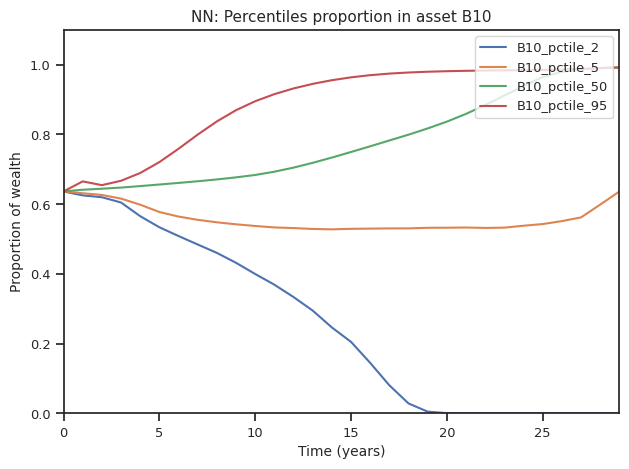 NN: Percentiles proportion in asset B10
B10_pctile_2
B10_pctile_5
B10_pctile_50
B10_pctile_95
Proportion of wealth
1.0
0.8
0.6
0.4
0.2
0.0
0 5 10 15 20 25
Time (years)